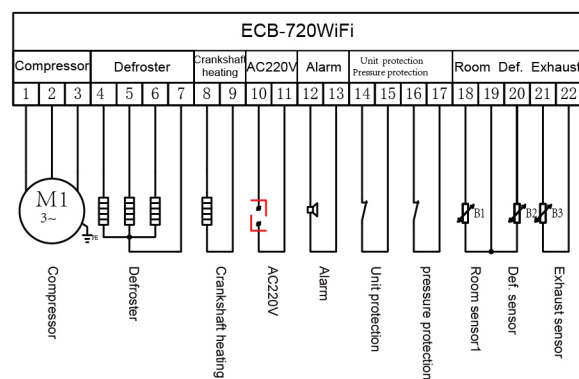 ECB-720WiFi
Compressor Defroster Crankshaft heating AC220V Alarm Unit protection Pressure protection Room Def. Exhaust
1 2 3 4 5 6 7 8 9 10 11 12 13 14 15 16 17 18 19 20 21 22
M1
3~
PE
B1 B2 B3
Compressor
Defroster
Crankshaft heating
AC220V
Alarm
Unit protection
pressure protection
Room sensor1
Def. sensor
Exhaust sensor